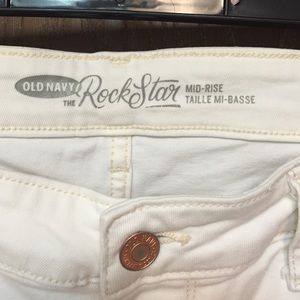 OLD NAVY
THE RockStar
MID-RISE
TAILLE MI-BASSE